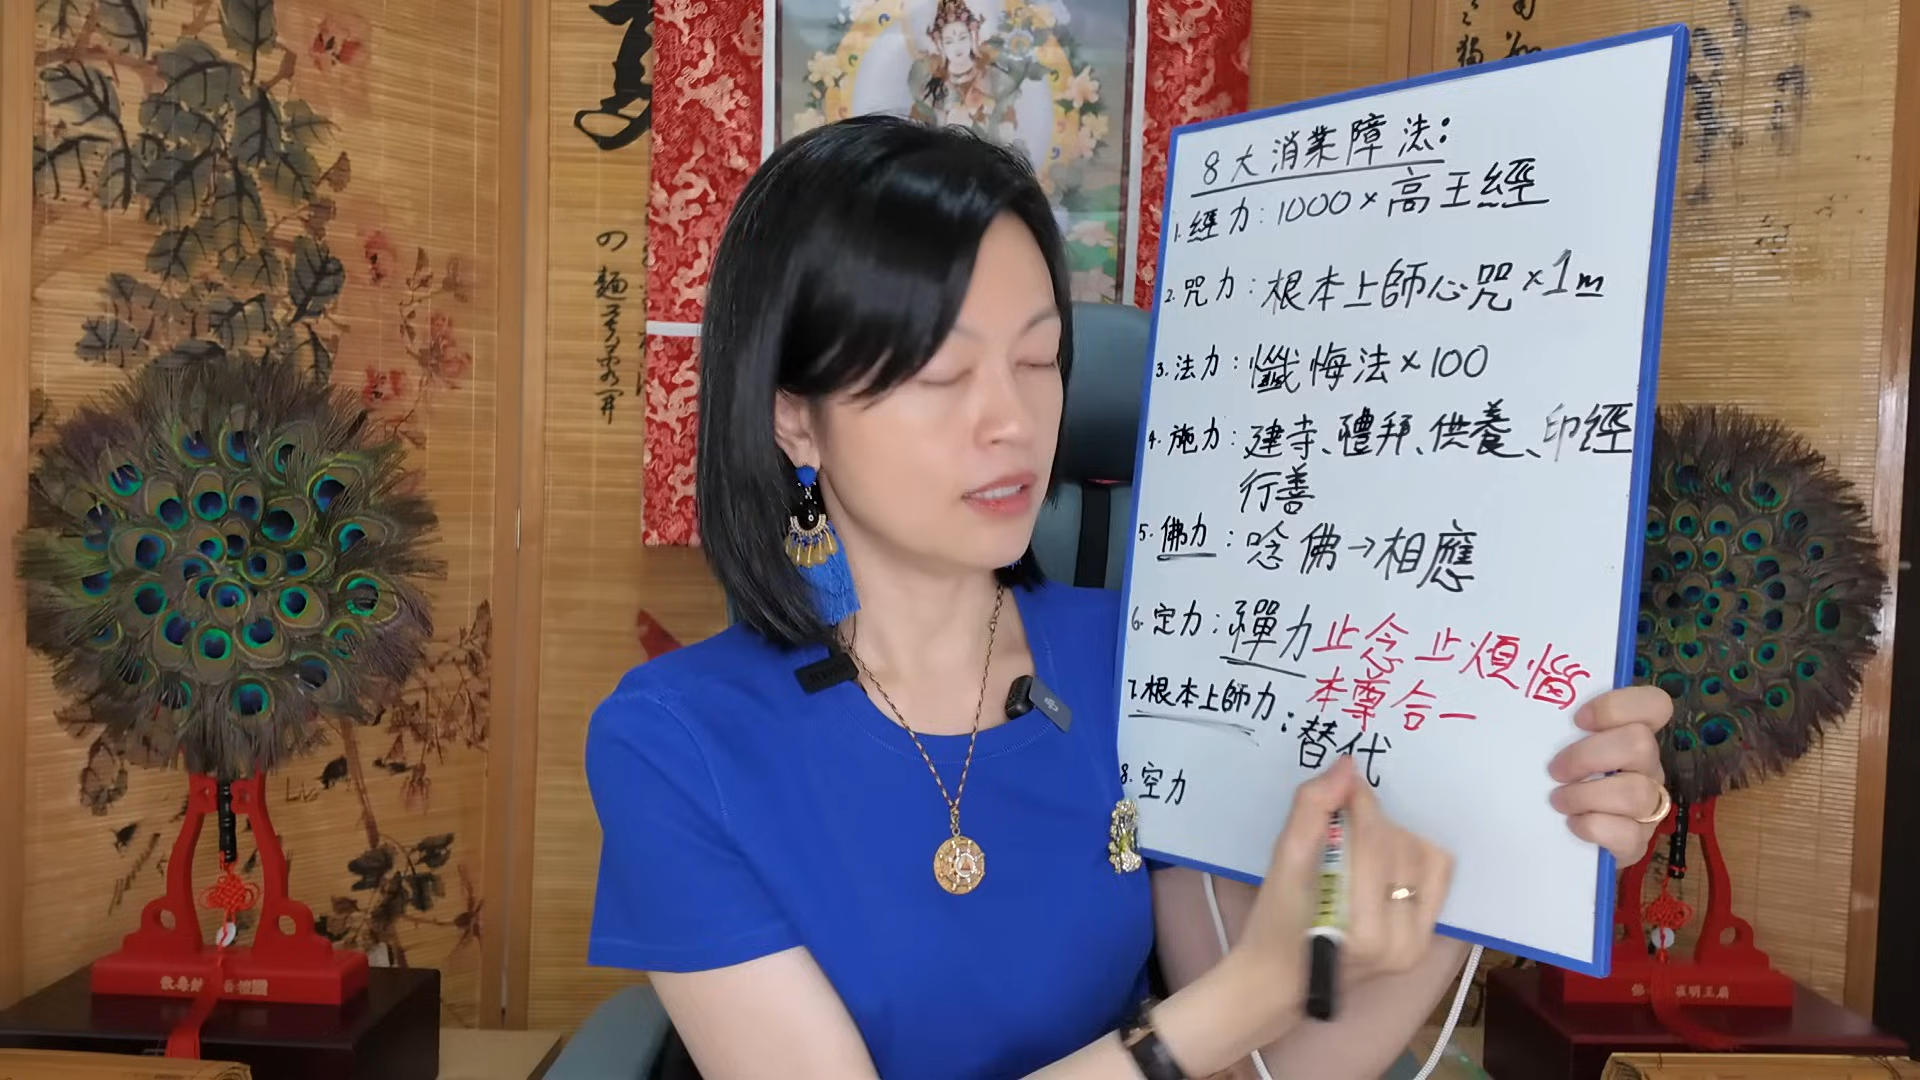 8大消業障法:
1.經力:1000×高王經
2.咒力:根本上師心咒×1m
3.法力:懺悔法×100
4.施力:建寺、禮拜、供養、印經
行善
5.佛力:唸佛→相應
6.定力:禪力止念止煩惱
本尊合一
7.根本上師力:替代
8.空力